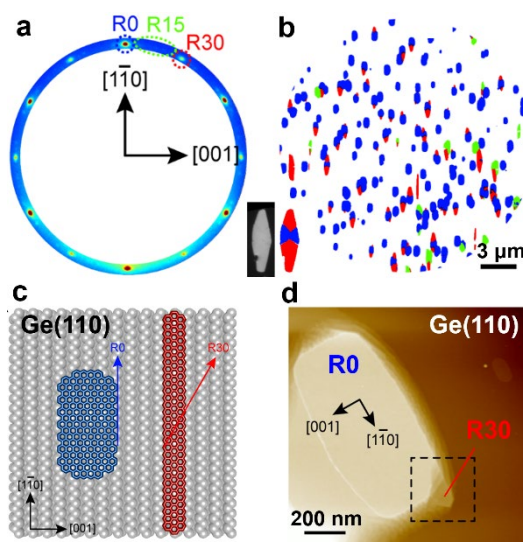 a
R0 R15 R30
[11̄0]
[001]
b
3 μm
c
Ge(110)
R0
R30
[11̄0]
[001]
d
Ge(110)
R0
[001]
[11̄0]
R30
200 nm